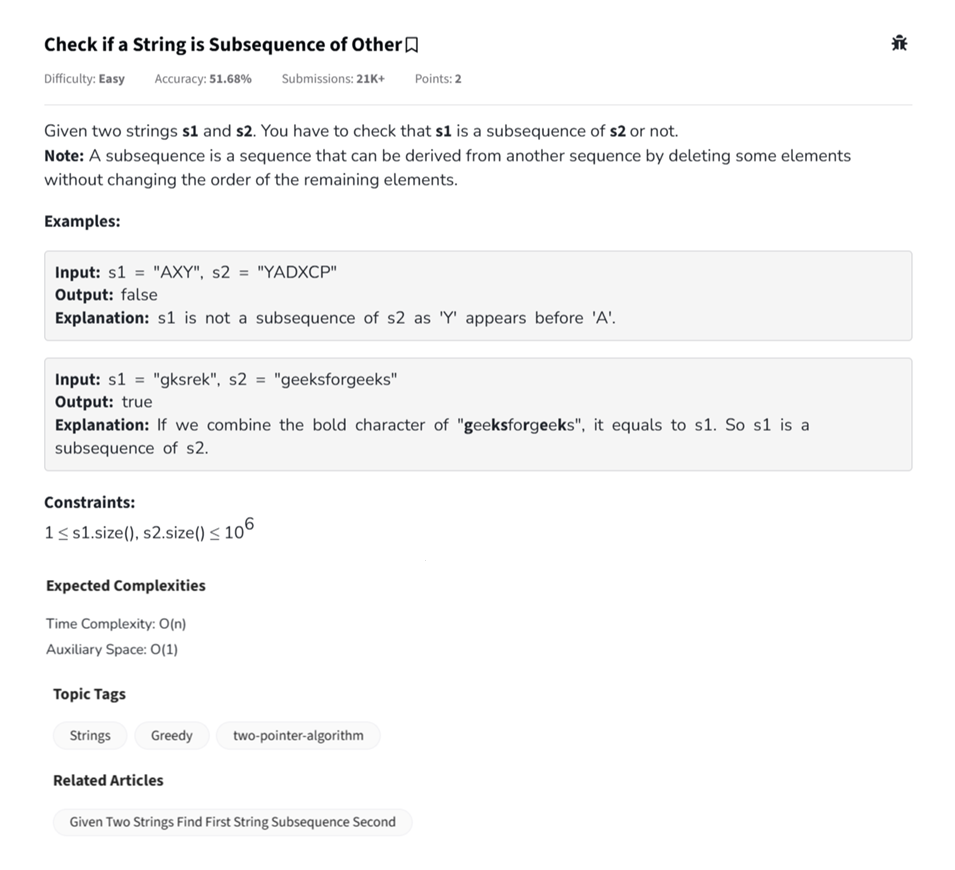 Check if a String is Subsequence of Other
Difficulty: Easy Accuracy: 51.68% Submissions: 21K+ Points: 2
Given two strings s1 and s2. You have to check that s1 is a subsequence of s2 or not.
Note: A subsequence is a sequence that can be derived from another sequence by deleting some elements
without changing the order of the remaining elements.
Examples:
Input: s1 = "AXY", s2 = "YADXCP"
Output: false
Explanation: s1 is not a subsequence of s2 as 'Y' appears before 'A'.
Input: s1 = "gksrek", s2 = "geeksforgeeks"
Output: true
Explanation: If we combine the bold character of "geeksforgeeks", it equals to s1. So s1 is a
subsequence of s2.
Constraints:
1 ≤ s1.size(), s2.size() ≤ 10⁶
Expected Complexities
Time Complexity: O(n)
Auxiliary Space: O(1)
Topic Tags
Strings Greedy two-pointer-algorithm
Related Articles
Given Two Strings Find First String Subsequence Second